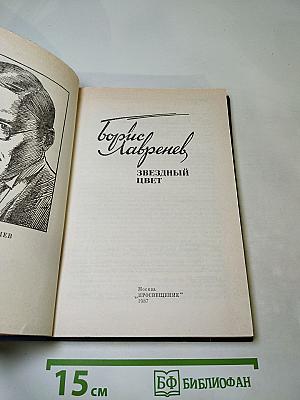 Борис
Лавренев
ЗВЕЗДНЫЙ
ЦВЕТ
Москва
„ПРОСВЕЩЕНИЕ"
1987
15 см
БФ БИБЛИОФАН